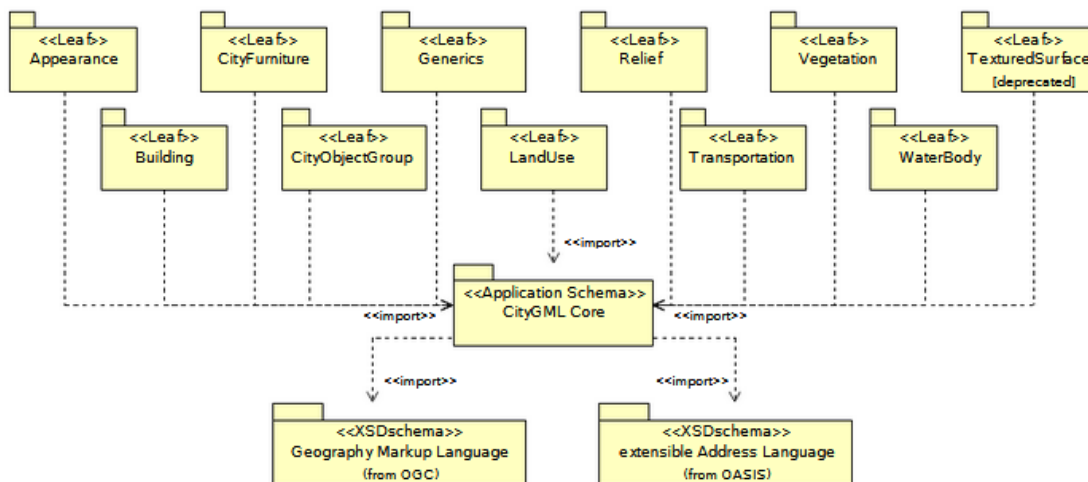 <<Leaf>>
Appearance
<<Leaf>>
CityFurniture
<<Leaf>>
Generics
<<Leaf>>
Relief
<<Leaf>>
Vegetation
<<Leaf>>
TexturedSurface
[deprecated]
<<Leaf>>
Building
<<Leaf>>
CityObjectGroup
<<Leaf>>
LandUse
<<Leaf>>
Transportation
<<Leaf>>
WaterBody
<<import>>
<<Application Schema>>
CityGML Core
<<import>>
<<import>>
<<import>>
<<import>>
<<XSDschema>>
Geography Markup Language
(from OGC)
<<XSDschema>>
extensible Address Language
(from OASIS)